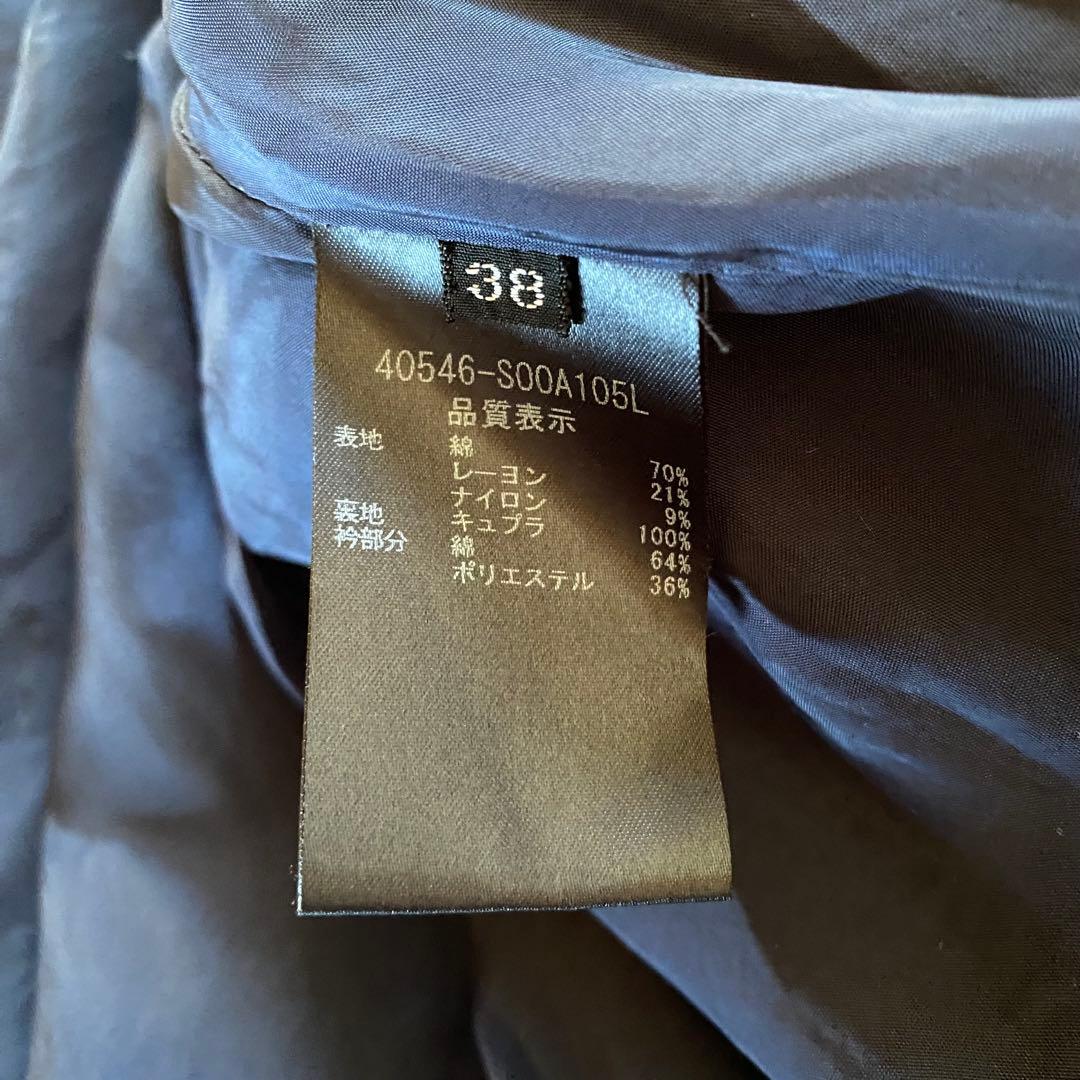 38
40546-S00A105L
品質表示
表地 綿 70%
レーヨン 21%
ナイロン 9%
裏地 キュプラ 100%
衿部分 綿 64%
ポリエステル 36%